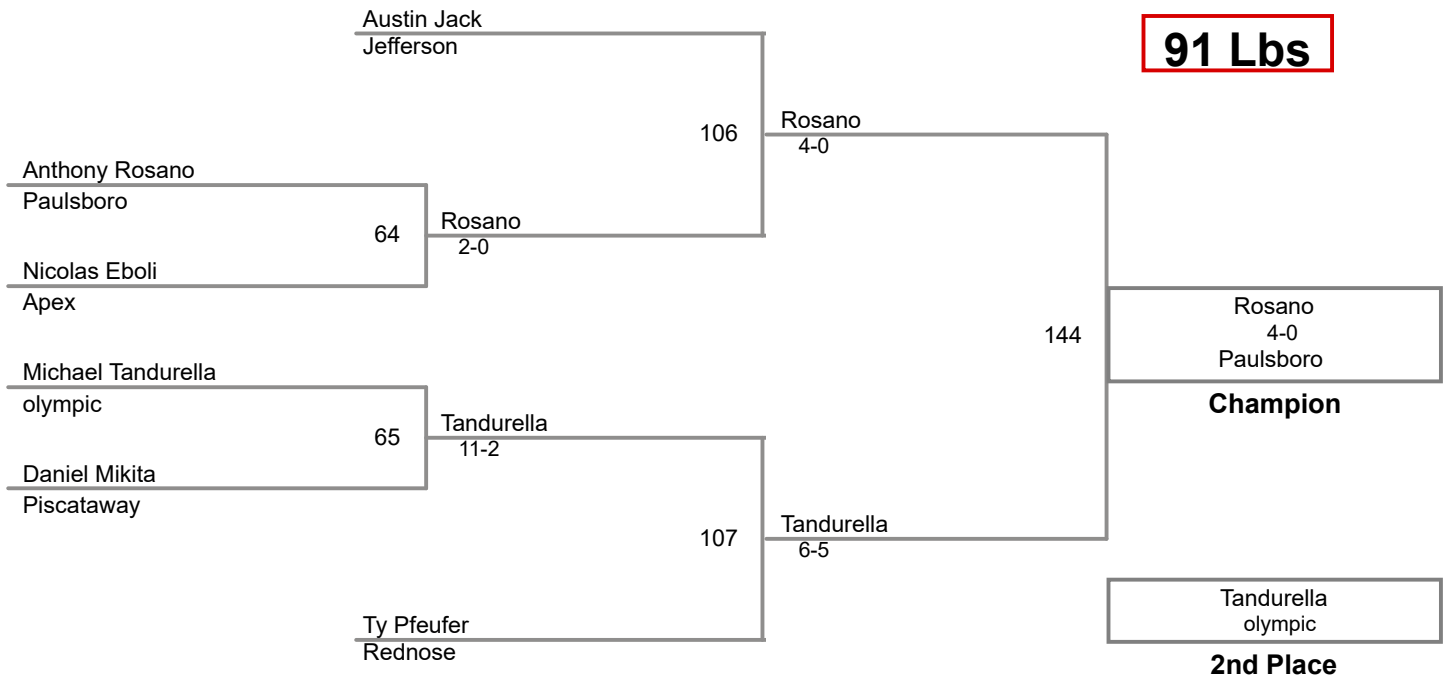 Austin Jack
Jefferson
91 Lbs
106
Rosano
4-0
Anthony Rosano
Paulsboro
64
Rosano
2-0
Nicolas Eboli
Apex
144
Rosano
4-0
Paulsboro
Champion
Michael Tandurella
olympic
65
Tandurella
11-2
Daniel Mikita
Piscataway
107
Tandurella
6-5
Ty Pfeufer
Rednose
Tandurella
olympic
2nd Place